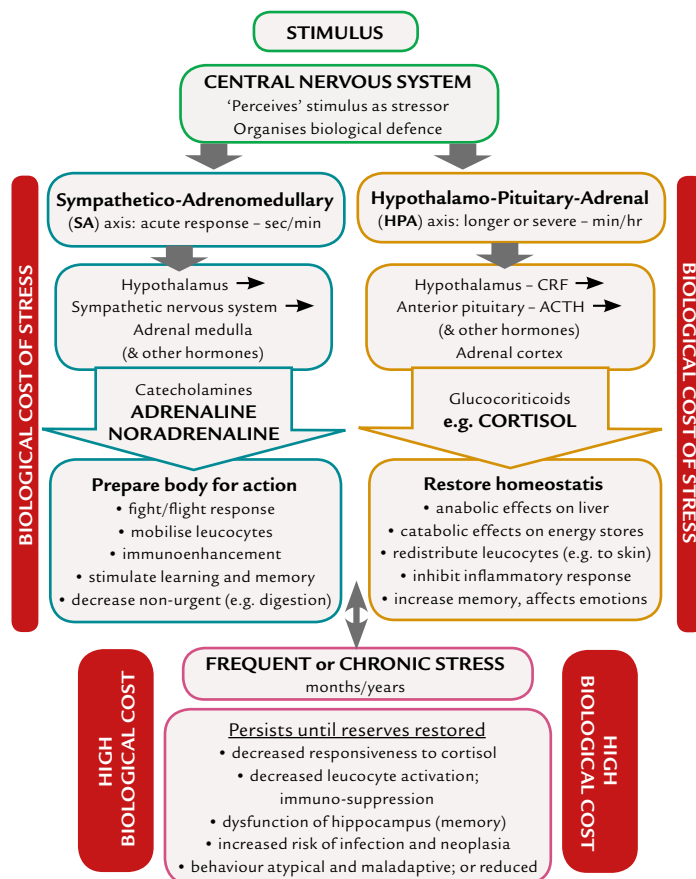 STIMULUS
CENTRAL NERVOUS SYSTEM
‘Perceives’ stimulus as stressor
Organises biological defence
BIOLOGICAL COST OF STRESS
Sympathetico-Adrenomedullary
(SA) axis: acute response – sec/min
Hypothalamus
Sympathetic nervous system
Adrenal medulla
(& other hormones)
Catecholamines
ADRENALINE
NORADRENALINE
Prepare body for action
• fight/flight response
• mobilise leucocytes
• immunoenhancement
• stimulate learning and memory
• decrease non-urgent (e.g. digestion)
Hypothalamo-Pituitary-Adrenal
(HPA) axis: longer or severe – min/hr
Hypothalamus – CRF
Anterior pituitary – ACTH
(& other hormones)
Adrenal cortex
Glucocorticoids
e.g. CORTISOL
Restore homeostatis
• anabolic effects on liver
• catabolic effects on energy stores
• redistribute leucocytes (e.g. to skin)
• inhibit inflammatory response
• increase memory, affects emotions
BIOLOGICAL COST OF STRESS
HIGH
BIOLOGICAL COST
FREQUENT or CHRONIC STRESS
months/years
Persists until reserves restored
• decreased responsiveness to cortisol
• decreased leucocyte activation;
immuno-suppression
• dysfunction of hippocampus (memory)
• increased risk of infection and neoplasia
• behaviour atypical and maladaptive; or reduced
HIGH
BIOLOGICAL COST